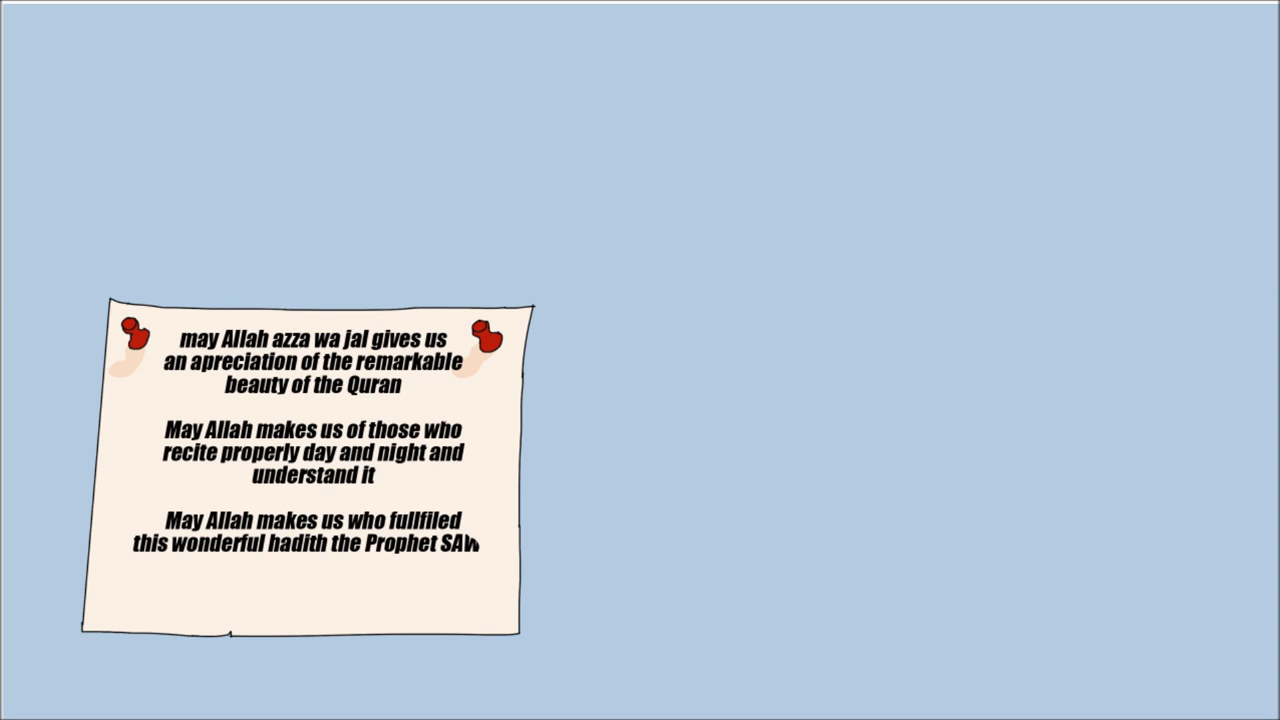 may Allah azza wa jal gives us
an apreciation of the remarkable
beauty of the Quran
May Allah makes us of those who
recite properly day and night and
understand it
May Allah makes us who fullfiled
this wonderful hadith the Prophet SAW